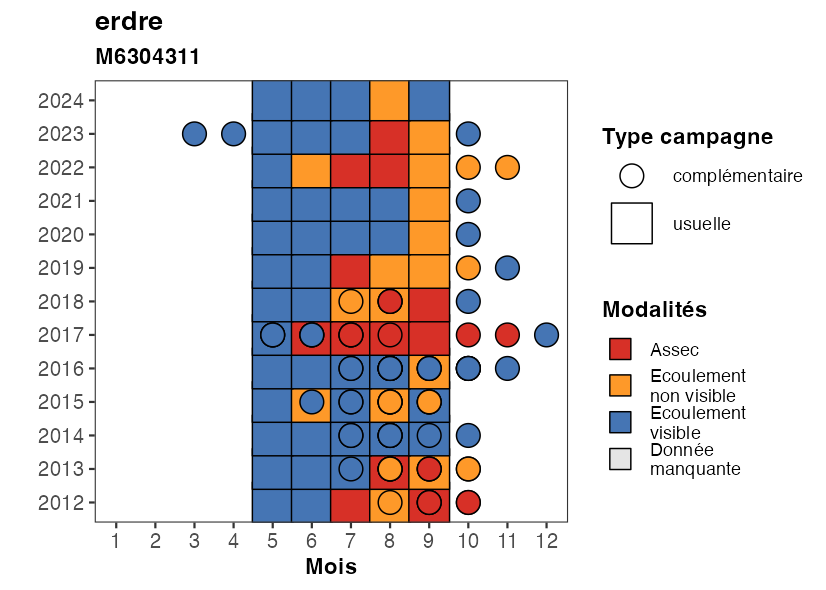 erdre
M6304311
2024
2023
2022
2021
2020
2019
2018
2017
2016
2015
2014
2013
2012
1 2 3 4 5 6 7 8 9 10 11 12
Mois
Type campagne
complémentaire
usuelle
Modalités
Assec
Ecoulement
non visible
Ecoulement
visible
Donnée
manquante